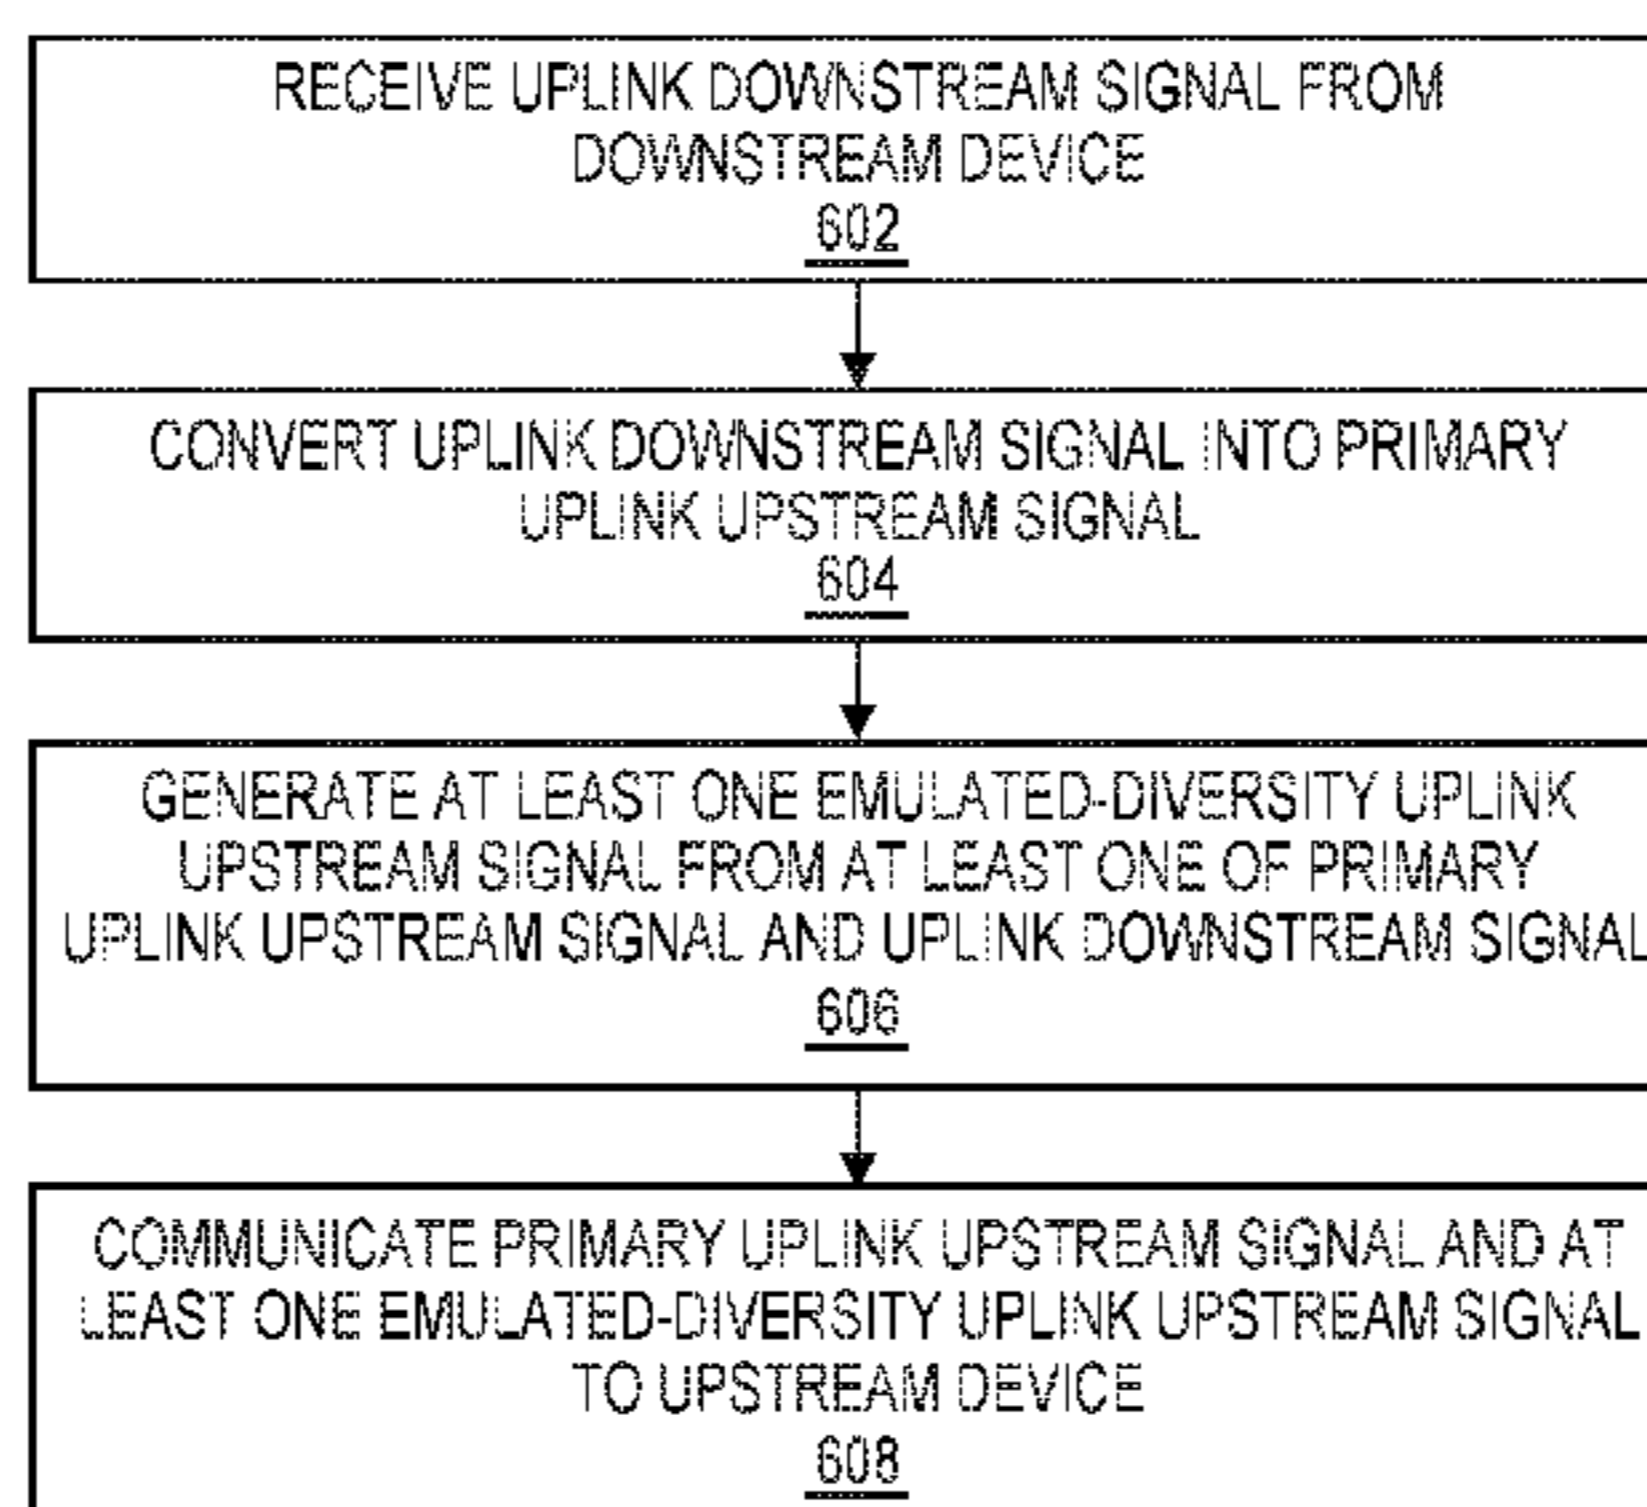 RECEIVE UPLINK DOWNSTREAM SIGNAL FROM
DOWNSTREAM DEVICE
602
CONVERT UPLINK DOWNSTREAM SIGNAL INTO PRIMARY
UPLINK UPSTREAM SIGNAL
604
GENERATE AT LEAST ONE EMULATED-DIVERSITY UPLINK
UPSTREAM SIGNAL FROM AT LEAST ONE OF PRIMARY
UPLINK UPSTREAM SIGNAL AND UPLINK DOWNSTREAM SIGNAL
606
COMMUNICATE PRIMARY UPLINK UPSTREAM SIGNAL AND AT
LEAST ONE EMULATED-DIVERSITY UPLINK UPSTREAM SIGNAL
TO UPSTREAM DEVICE
608